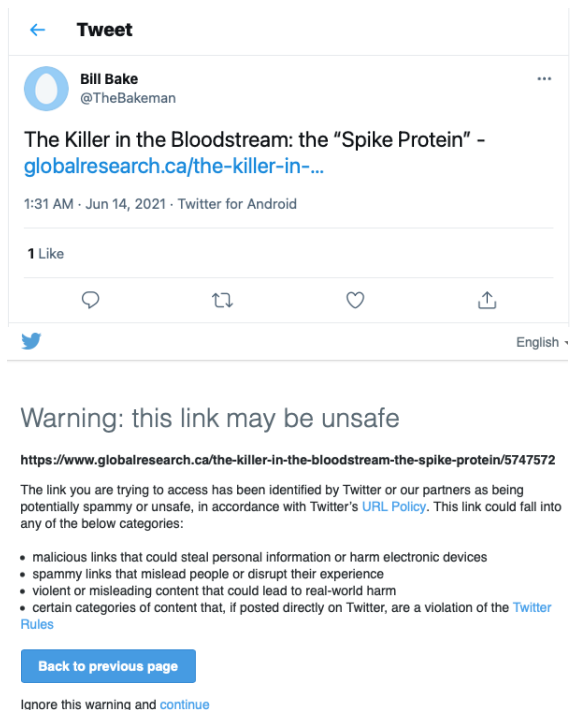 Tweet
Bill Bake
@TheBakeman
The Killer in the Bloodstream: the “Spike Protein” -
globalresearch.ca/the-killer-in-...
1:31 AM · Jun 14, 2021 · Twitter for Android
1 Like
English
Warning: this link may be unsafe
https://www.globalresearch.ca/the-killer-in-the-bloodstream-the-spike-protein/5747572
The link you are trying to access has been identified by Twitter or our partners as being
potentially spammy or unsafe, in accordance with Twitter’s URL Policy. This link could fall into
any of the below categories:
• malicious links that could steal personal information or harm electronic devices
• spammy links that mislead people or disrupt their experience
• violent or misleading content that could lead to real-world harm
• certain categories of content that, if posted directly on Twitter, are a violation of the Twitter
Rules
Back to previous page
Ignore this warning and continue